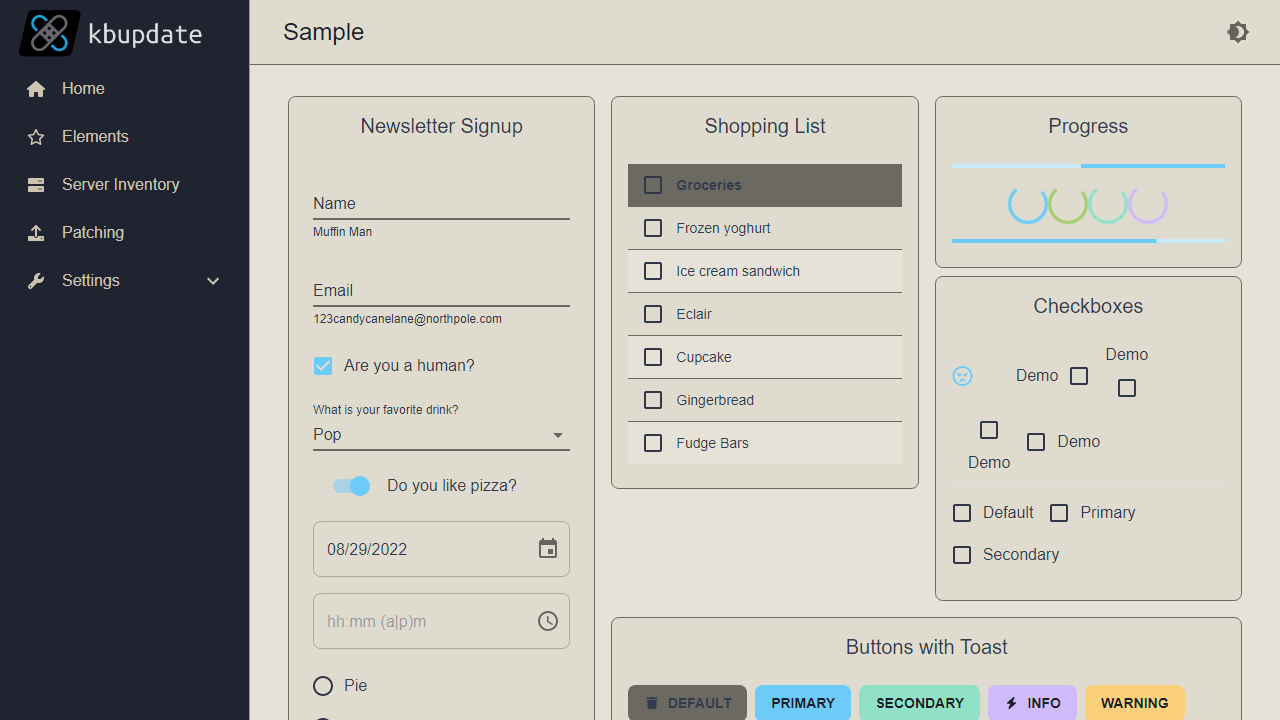 kbupdate
Home
Elements
Server Inventory
Patching
Settings
Sample
Newsletter Signup
Name
Muffin Man
Email
123candycanelane@northpole.com
Are you a human?
What is your favorite drink?
Pop
Do you like pizza?
08/29/2022
hh:mm (a|p)m
Pie
Shopping List
Groceries
Frozen yoghurt
Ice cream sandwich
Eclair
Cupcake
Gingerbread
Fudge Bars
Progress
Checkboxes
Demo
Demo
Demo
Demo
Default Primary
Secondary
Buttons with Toast
DEFAULT PRIMARY SECONDARY INFO WARNING